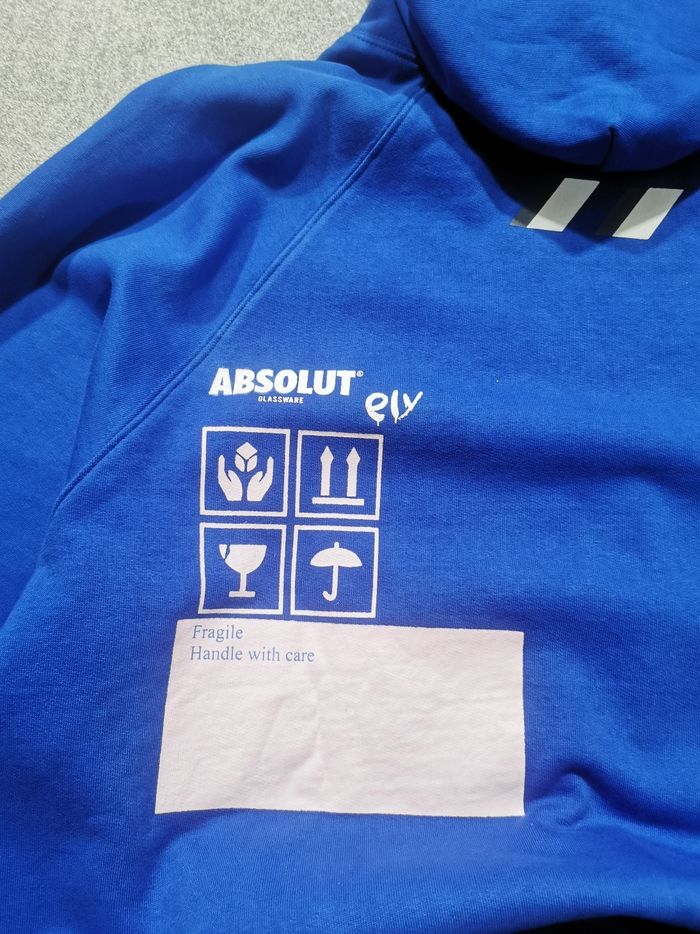 ABSOLUT®
GLASSWARE
ely
Fragile
Handle with care